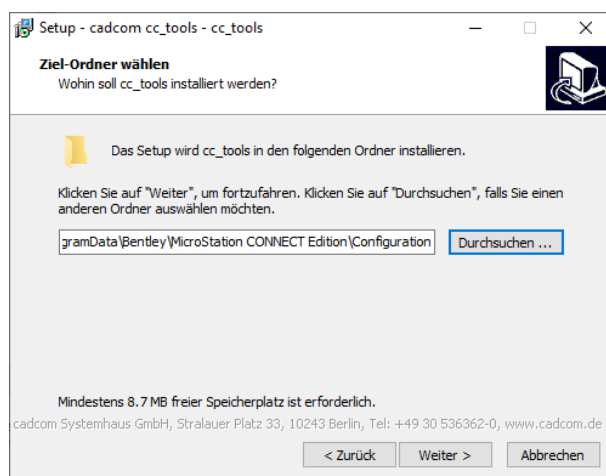 Setup - cadcom cc_tools - cc_tools
Ziel-Ordner wählen
Wohin soll cc_tools installiert werden?
Das Setup wird cc_tools in den folgenden Ordner installieren.
Klicken Sie auf "Weiter", um fortzufahren. Klicken Sie auf "Durchsuchen", falls Sie einen
anderen Ordner auswählen möchten.
gramData\Bentley\MicroStation CONNECT Edition\Configuration Durchsuchen ...
Mindestens 8.7 MB freier Speicherplatz ist erforderlich.
cadcom Systemhaus GmbH, Stralauer Platz 33, 10243 Berlin, Tel: +49 30 536362-0, www.cadcom.de
< Zurück Weiter > Abbrechen